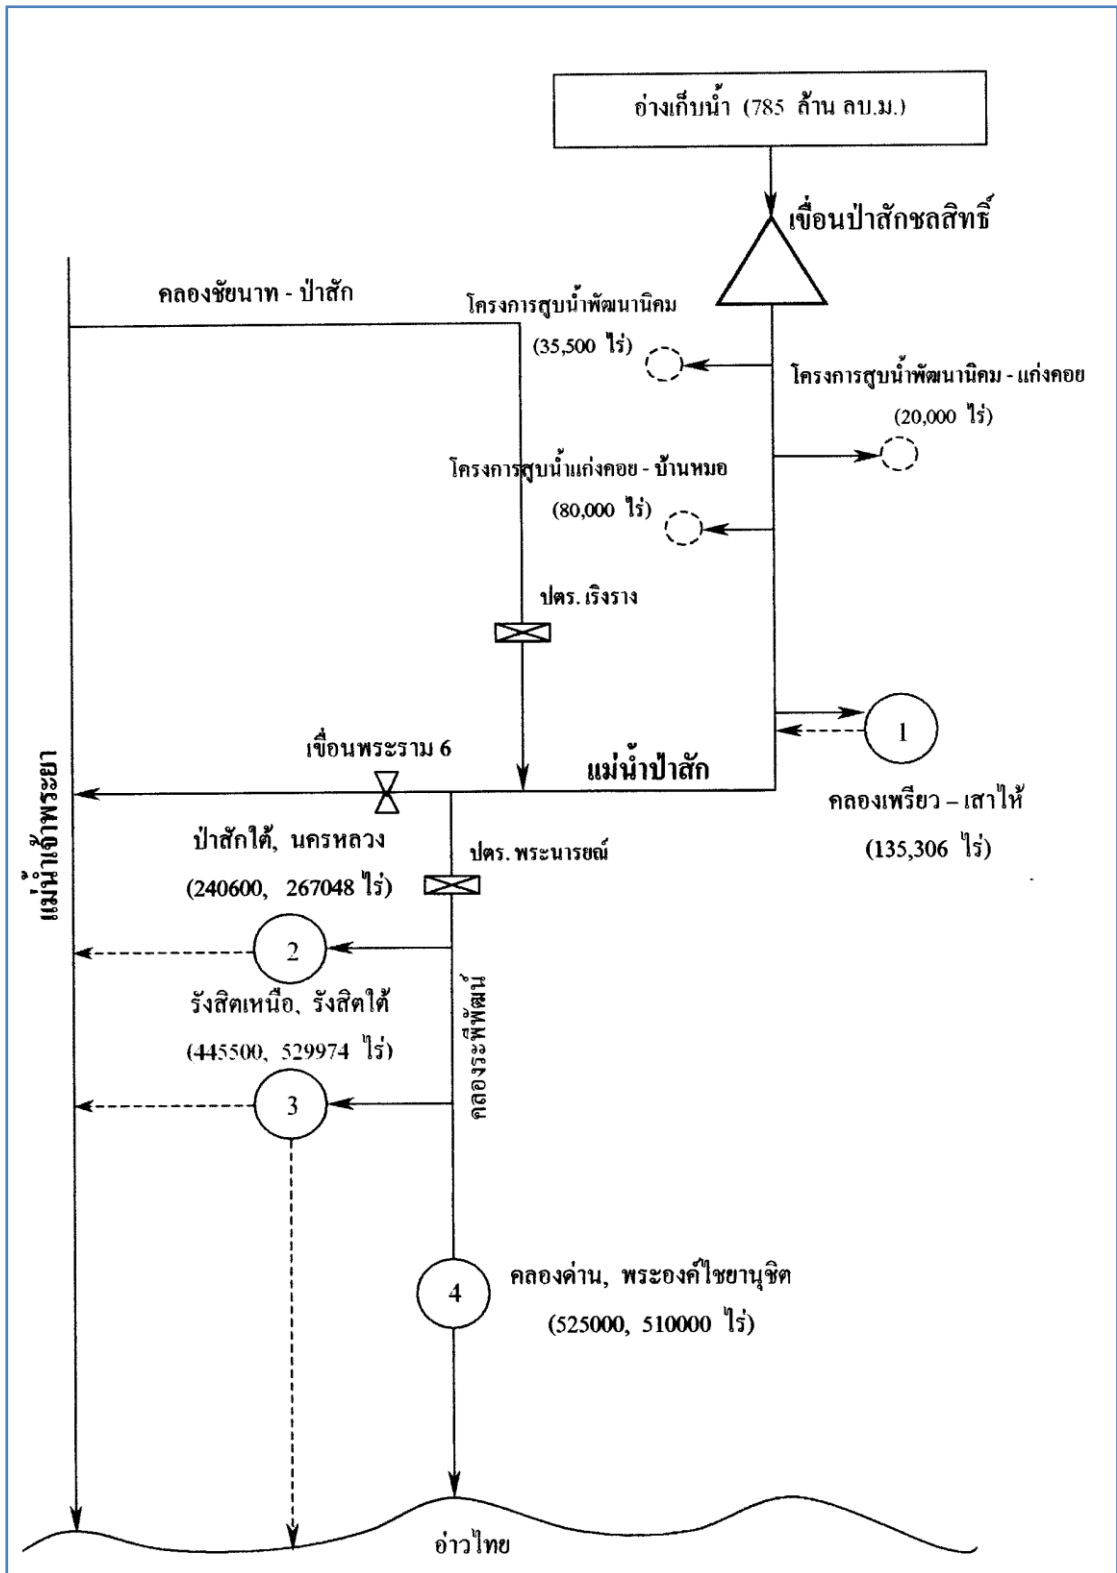 อ่างเก็บน้ำ (785 ล้าน ลบ.ม.)
เขื่อนป่าสักชลสิทธิ์
คลองชัยนาท - ป่าสัก
โครงการสูบน้ำพัฒนานิคม
(35,500 ไร่)
โครงการสูบน้ำพัฒนานิคม - แก่งคอย
(20,000 ไร่)
โครงการสูบน้ำแก่งคอย - บ้านหมอ
(80,000 ไร่)
ปตร. เริงราง
1
เขื่อนพระราม 6
แม่น้ำป่าสัก
คลองเพรียว – เสาไห้
(135,306 ไร่)
แม่น้ำเจ้าพระยา
ป่าสักใต้, นครหลวง
(240600, 267048 ไร่)
ปตร. พระนารยณ์
2
รังสิตเหนือ, รังสิตใต้
(445500, 529974 ไร่)
คลองระพีพัฒน์
3
4
คลองด่าน, พระองค์ไชยานุชิต
(525000, 510000 ไร่)
อ่าวไทย